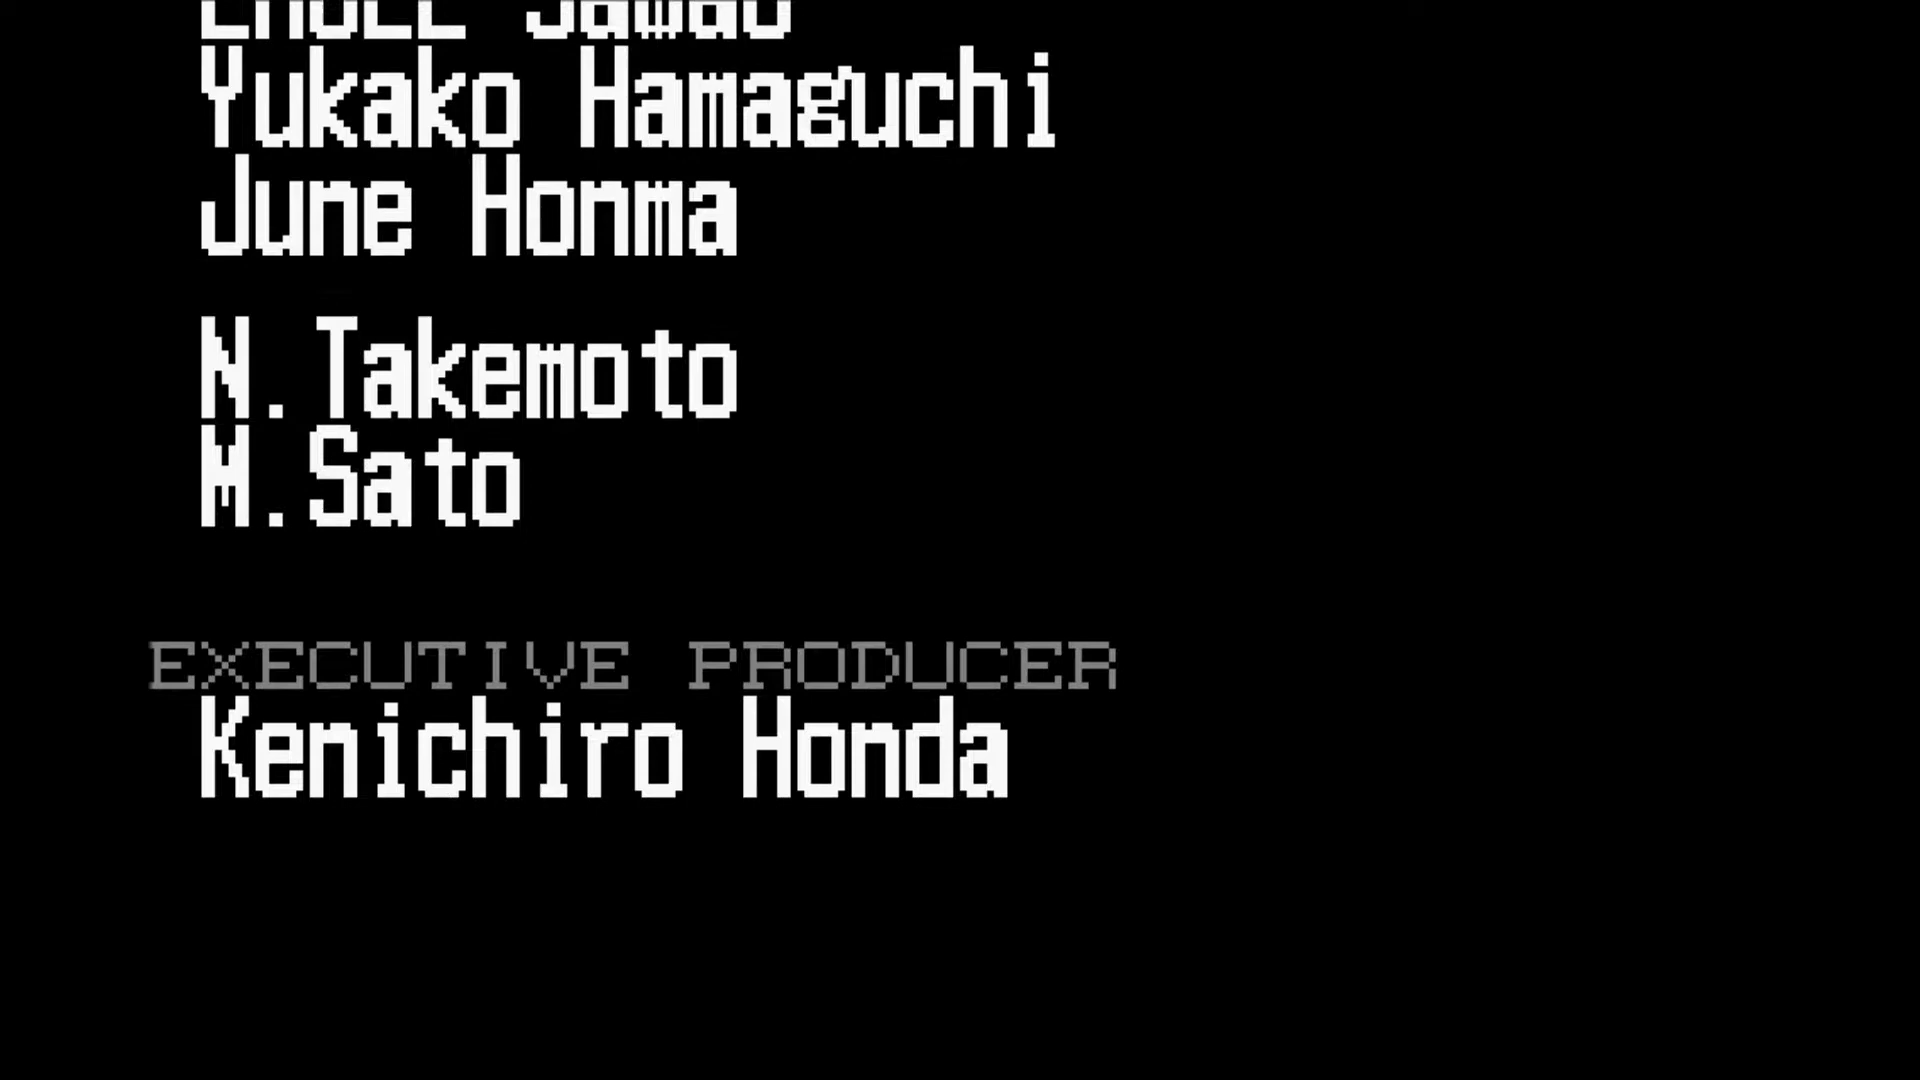 Yukako Hamaguchi
June Honma
N.Takemoto
M.Sato
EXECUTIVE PRODUCER
Kenichiro Honda